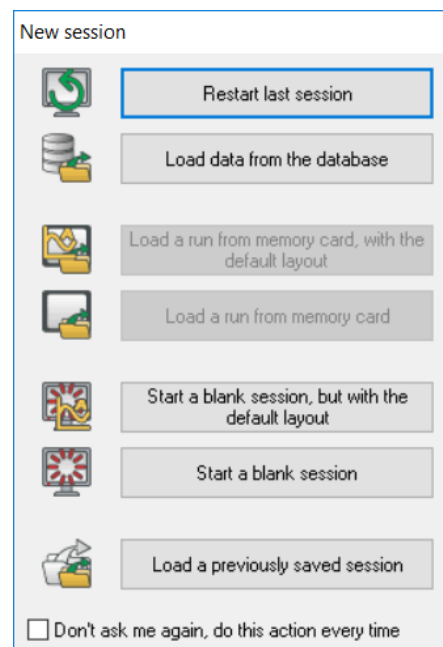 New session
Restart last session
Load data from the database
Load a run from memory card, with the
default layout
Load a run from memory card
Start a blank session, but with the
default layout
Start a blank session
Load a previously saved session
Don't ask me again, do this action every time